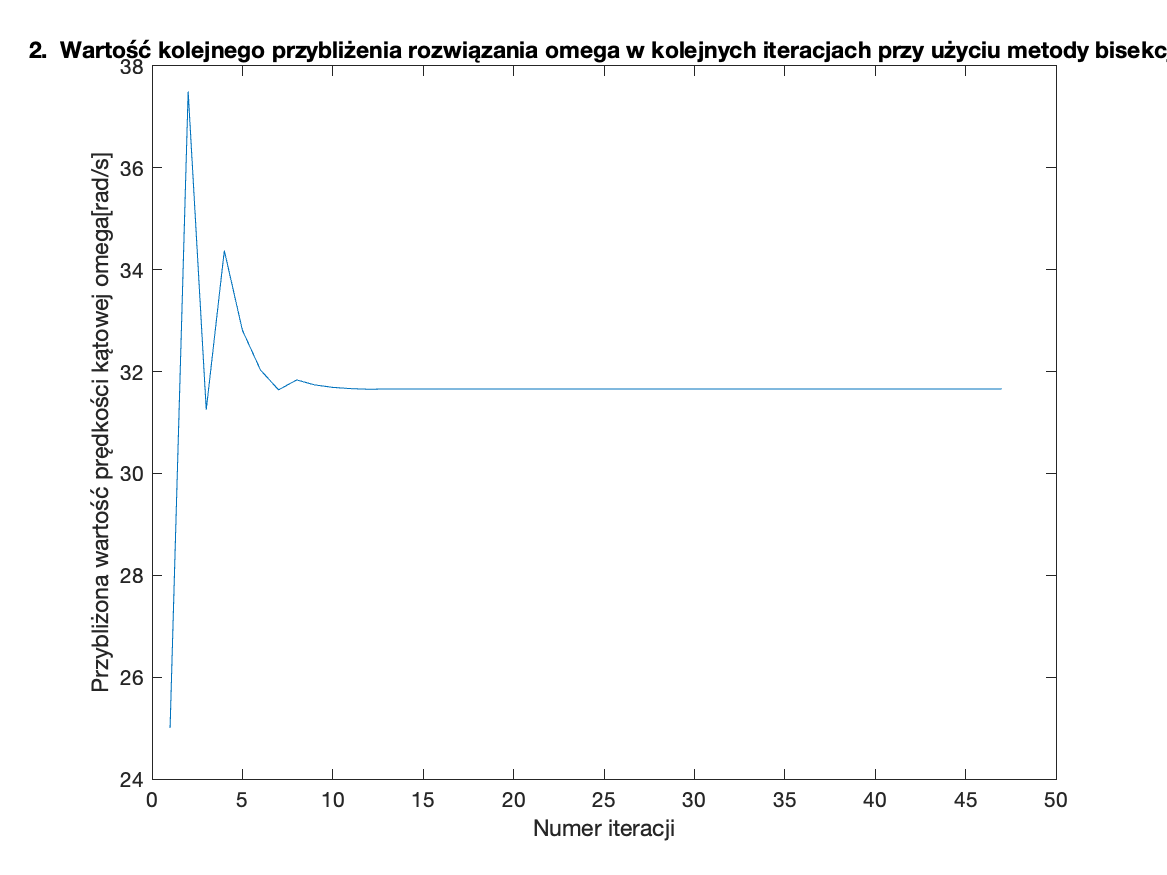 2. Wartość kolejnego przybliżenia rozwiązania omega w kolejnych iteracjach przy użyciu metody bisekc
Przybliżona wartość prędkości kątowej omega[rad/s]
38
36
34
32
30
28
26
24
0 5 10 15 20 25 30 35 40 45 50
Numer iteracji